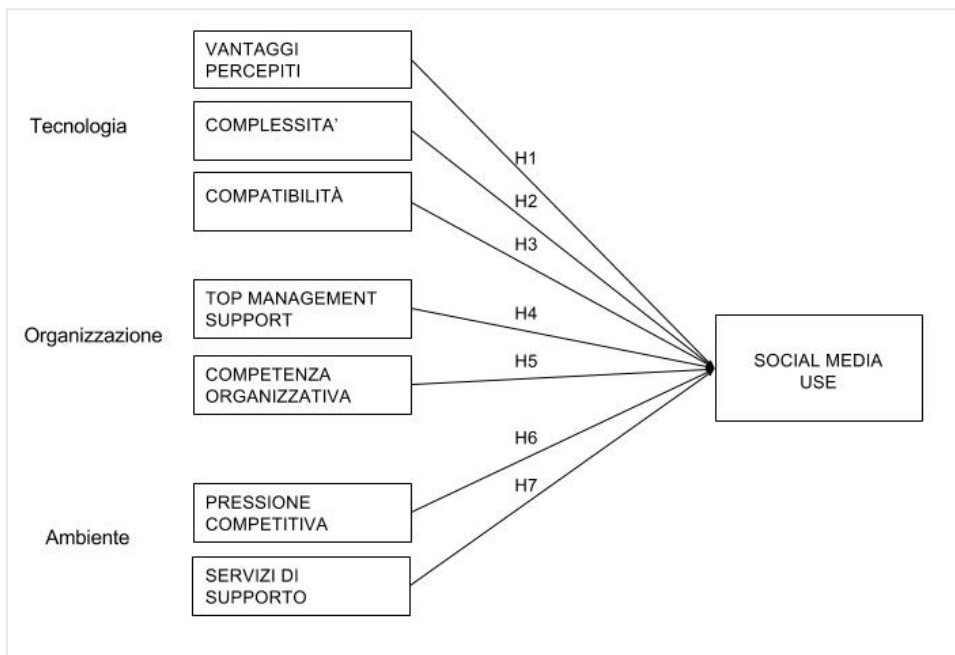 Tecnologia
VANTAGGI
PERCEPITI
COMPLESSITA'
COMPATIBILITÀ
Organizzazione
TOP MANAGEMENT
SUPPORT
COMPETENZA
ORGANIZZATIVA
Ambiente
PRESSIONE
COMPETITIVA
SERVIZI DI
SUPPORTO
H1
H2
H3
H4
H5
H6
H7
SOCIAL MEDIA
USE